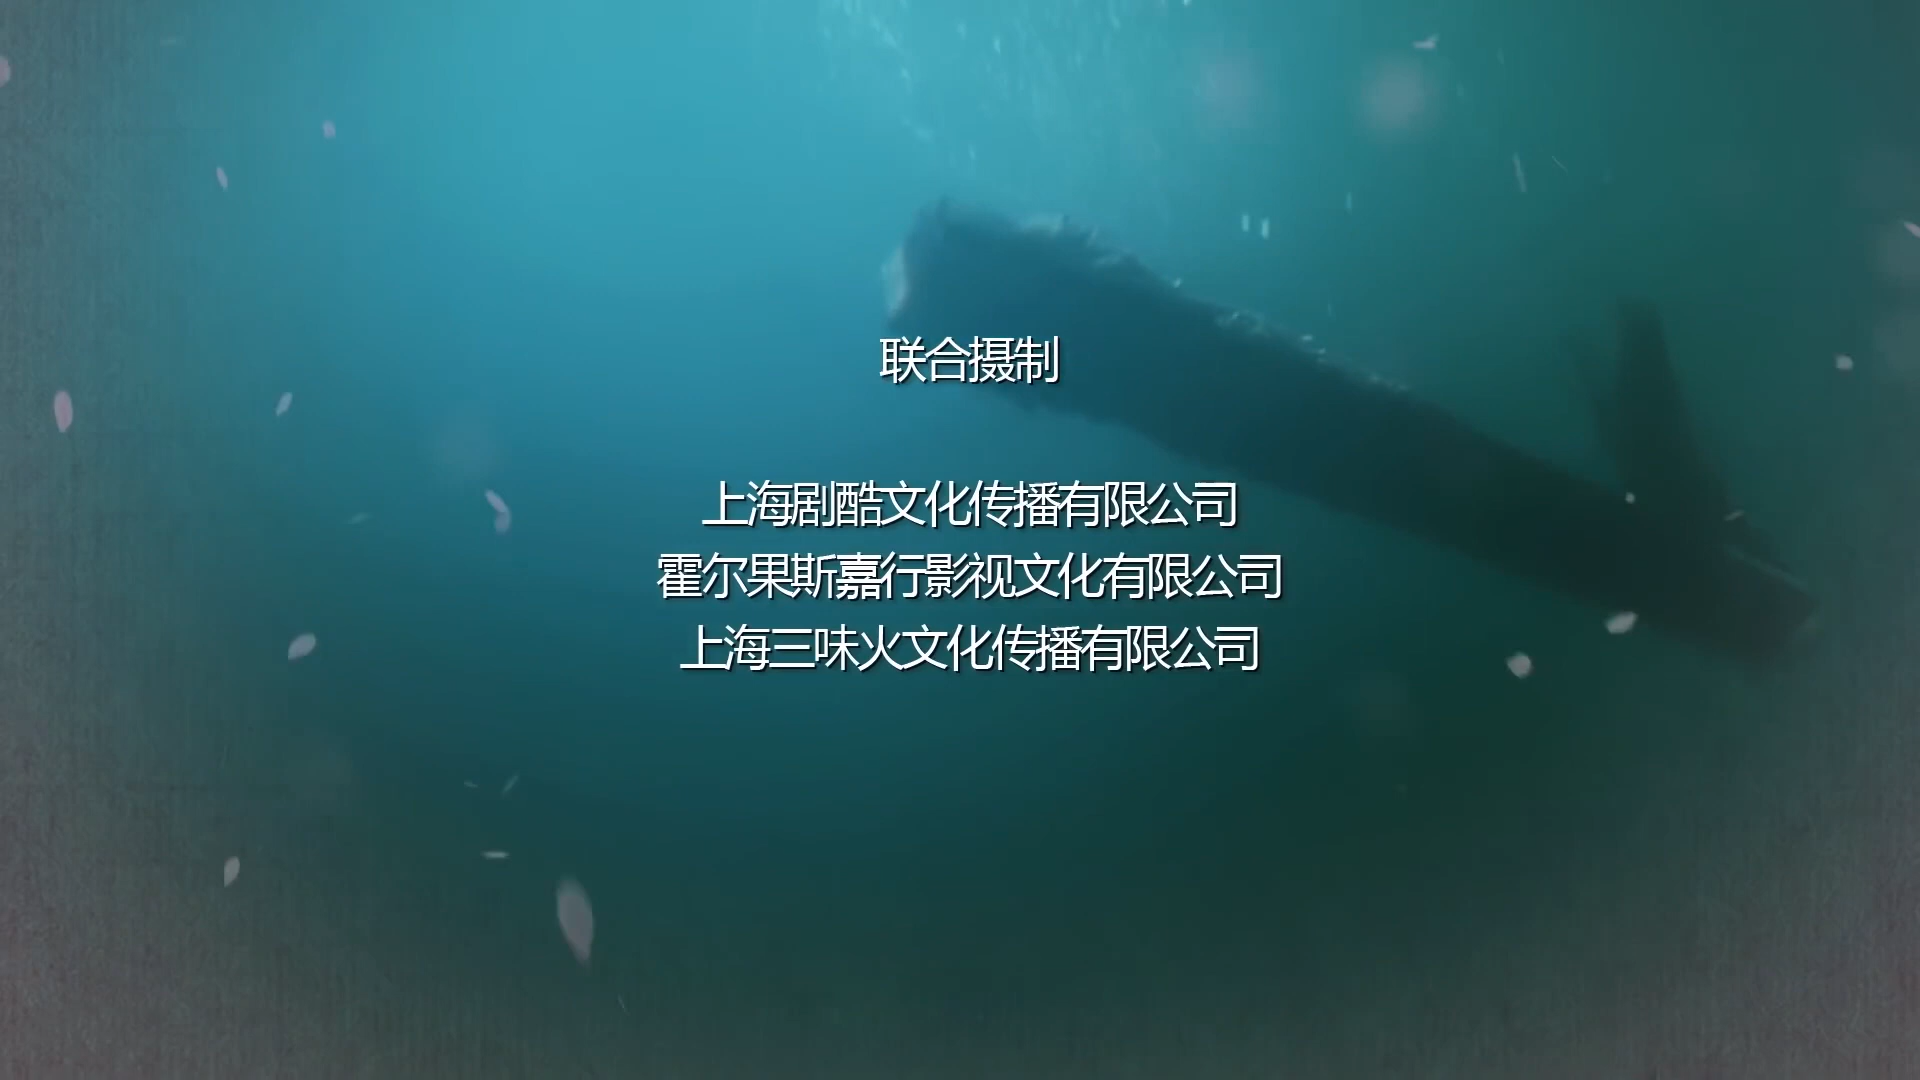 联合摄制
上海剧酷文化传播有限公司
霍尔果斯嘉行影视文化有限公司
上海三味火文化传播有限公司